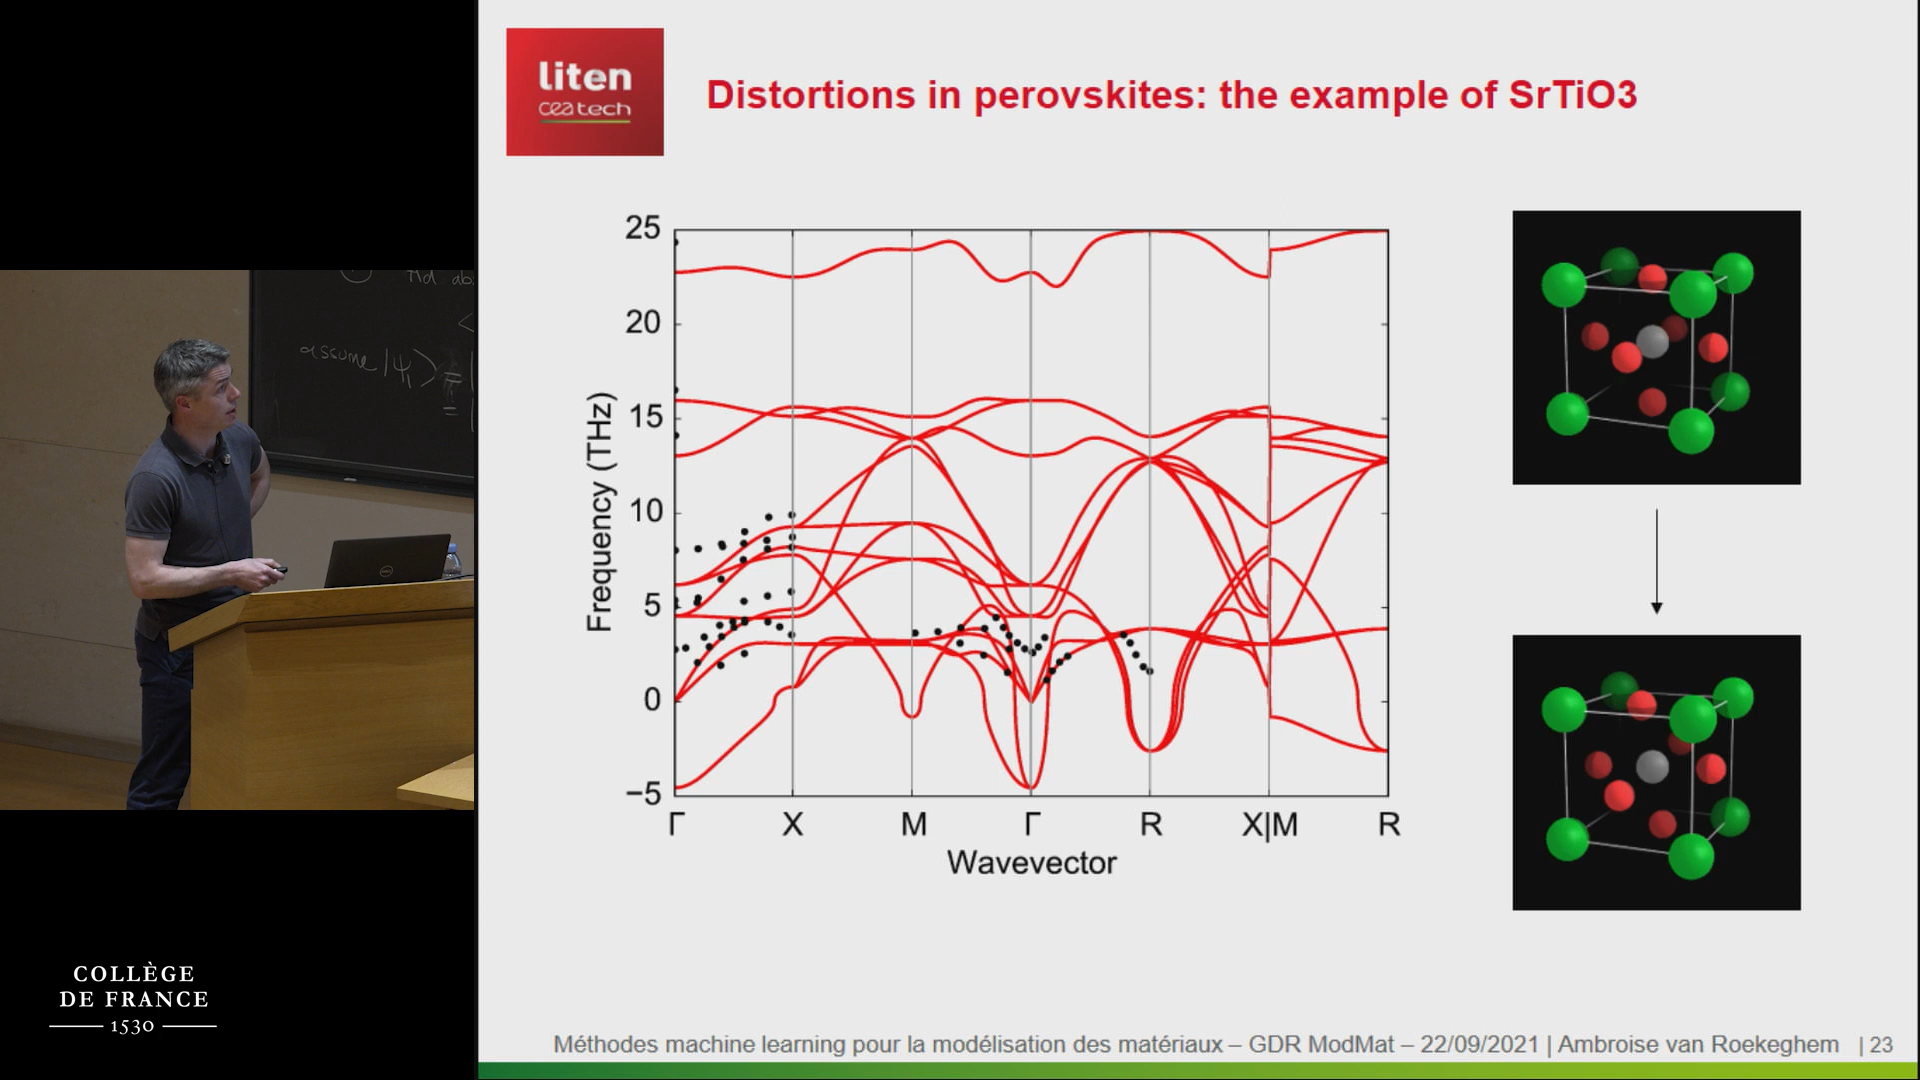 liten
ceatech
Distortions in perovskites: the example of SrTiO3
25
20
15
10
5
0
−5
Frequency (THz)
Γ X M Γ R X|M R
Wavevector
assume |Ψ⟩ =
COLLÈGE
DE FRANCE
1530
Méthodes machine learning pour la modélisation des matériaux – GDR ModMat – 22/09/2021 | Ambroise van Roekeghem | 23